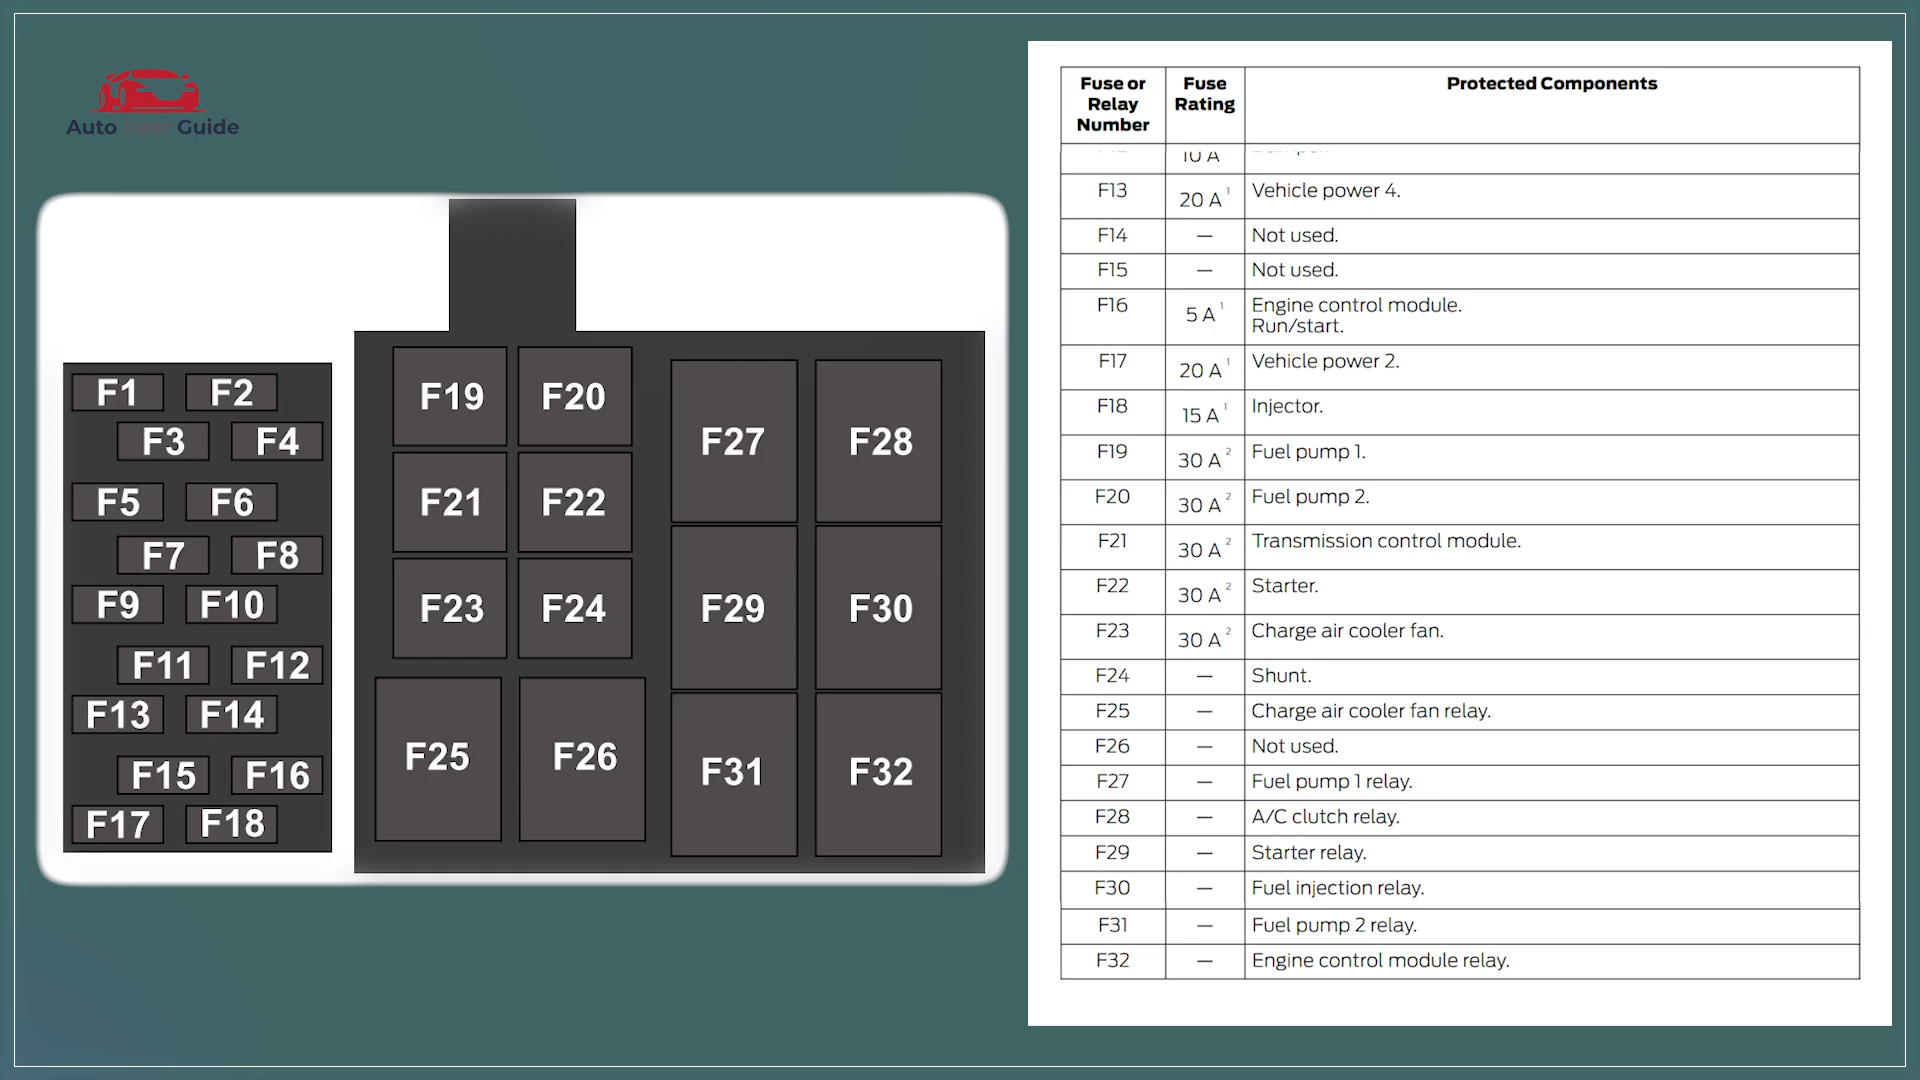 Auto User Guide
F1 F2
F3 F4
F5 F6
F7 F8
F9 F10
F11 F12
F13 F14
F15 F16
F17 F18
F19 F20
F21 F22
F23 F24
F25 F26
F27 F28
F29 F30
F31 F32
Fuse or Relay Number Fuse Rating Protected Components
10 A
F13 20 A 1 Vehicle power 4.
F14 — Not used.
F15 — Not used.
F16 5 A 1 Engine control module.
Run/start.
F17 20 A 1 Vehicle power 2.
F18 15 A 1 Injector.
F19 30 A 2 Fuel pump 1.
F20 30 A 2 Fuel pump 2.
F21 30 A 2 Transmission control module.
F22 30 A 2 Starter.
F23 30 A 2 Charge air cooler fan.
F24 — Shunt.
F25 — Charge air cooler fan relay.
F26 — Not used.
F27 — Fuel pump 1 relay.
F28 — A/C clutch relay.
F29 — Starter relay.
F30 — Fuel injection relay.
F31 — Fuel pump 2 relay.
F32 — Engine control module relay.